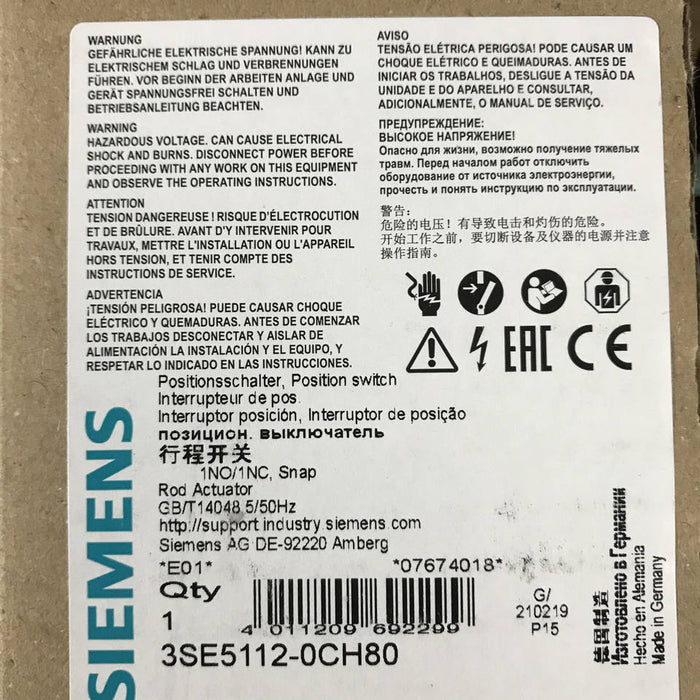 WARNUNG
GEFÄHRLICHE ELEKTRISCHE SPANNUNG! KANN ZU
ELEKTRISCHEM SCHLAG UND VERBRENNUNGEN
FÜHREN. VOR BEGINN DER ARBEITEN ANLAGE UND
GERÄT SPANNUNGSFREI SCHALTEN UND
BETRIEBSANLEITUNG BEACHTEN.
WARNING
HAZARDOUS VOLTAGE. CAN CAUSE ELECTRICAL
SHOCK AND BURNS. DISCONNECT POWER BEFORE
PROCEEDING WITH ANY WORK ON THIS EQUIPMENT
AND OBSERVE THE OPERATING INSTRUCTIONS.
ATTENTION
TENSION DANGEREUSE ! RISQUE D'ÉLECTROCUTION
ET DE BRÛLURE. AVANT D'Y INTERVENIR POUR
TRAVAUX, METTRE L'INSTALLATION OU L'APPAREIL
HORS TENSION, ET TENIR COMPTE DES
INSTRUCTIONS DE SERVICE.
ADVERTENCIA
¡TENSIÓN PELIGROSA! PUEDE CAUSAR CHOQUE
ELÉCTRICO Y QUEMADURAS. ANTES DE COMENZAR
LOS TRABAJOS DESCONECTAR Y AISLAR DE
ALIMENTACIÓN LA INSTALACIÓN Y EL EQUIPO, Y
RESPETAR LO INDICADO EN LAS INSTRUCCIONES.
AVISO
TENSÃO ELÉTRICA PERIGOSA! PODE CAUSAR UM
CHOQUE ELÉTRICO E QUEIMADURAS. ANTES DE
INICIAR OS TRABALHOS, DESLIGUE A TENSÃO DA
UNIDADE E DO APARELHO E CONSULTAR,
ADICIONALMENTE, O MANUAL DE SERVIÇO.
ПРЕДУПРЕЖДЕНИЕ:
ВЫСОКОЕ НАПРЯЖЕНИЕ!
Опасно для жизни, возможно получение тяжелых
травм. Перед началом работ отключить
оборудование от источника электроэнергии,
прочесть и понять инструкцию по эксплуатации.
警告:
危险的电压！有导致电击和灼伤的危险。
开始工作之前，要切断设备及仪器的电源并注意
操作指南。
EAC CE
SIEMENS
Positionsschalter, Position switch
Interrupteur de pos.
Interruptor posición, Interruptor de posição
позицион. выключатель
行程开关
1NO/1NC, Snap
Rod Actuator
GB/T14048.5/50Hz
http://support.industry.siemens.com
Siemens AG DE-92220 Amberg
*E01* *07674018*
Qty
1
4 011209 692299
G/
210219
P15
3SE5112-0CH80
德国制造
Изготовлено в Германии
Hecho en Alemania
Made in Germany